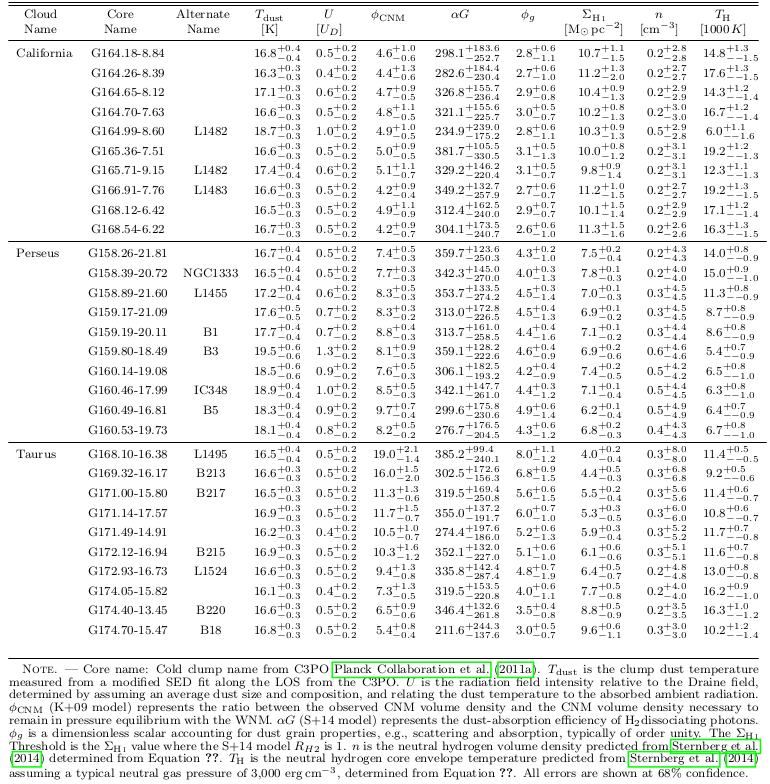 Cloud Core Alternate T_dust U ϕ_CNM αG ϕ_g Σ_HI n T_H
Name Name Name [K] [U_D] [M⊙ pc^−2] [cm^−3] [1000 K]
California G164.18-8.84 16.8^{+0.4}_{−0.4} 0.5^{+0.2}_{−0.2} 4.6^{+1.0}_{−0.6} 298.1^{+183.6}_{−252.7} 2.8^{+0.6}_{−1.1} 10.7^{+1.1}_{−1.5} 0.2^{+2.8}_{−2.8} 14.8^{+1.3}_{−−1.5}
G164.26-8.39 16.3^{+0.3}_{−0.3} 0.4^{+0.2}_{−0.2} 4.4^{+1.1}_{−0.6} 282.6^{+184.4}_{−230.4} 2.7^{+0.6}_{−1.0} 11.2^{+1.3}_{−2.0} 0.2^{+2.7}_{−2.7} 17.6^{+1.3}_{−−1.5}
G164.65-8.12 17.1^{+0.3}_{−0.4} 0.6^{+0.2}_{−0.2} 4.7^{+0.9}_{−0.5} 326.8^{+155.7}_{−236.4} 2.9^{+0.6}_{−0.8} 10.4^{+0.9}_{−1.3} 0.2^{+2.9}_{−2.9} 14.3^{+1.2}_{−−1.4}
G164.70-7.63 16.6^{+0.3}_{−0.3} 0.5^{+0.2}_{−0.2} 4.8^{+1.1}_{−0.5} 321.1^{+155.6}_{−225.7} 3.0^{+0.5}_{−0.7} 10.2^{+0.8}_{−1.3} 0.2^{+3.0}_{−3.0} 16.7^{+1.2}_{−−1.4}
G164.99-8.60 L1482 18.7^{+0.3}_{−0.4} 1.0^{+0.2}_{−0.2} 4.9^{+1.0}_{−0.5} 234.9^{+239.0}_{−175.2} 2.8^{+0.6}_{−1.1} 10.3^{+0.9}_{−1.3} 0.5^{+2.8}_{−2.9} 6.0^{+1.1}_{−−1.6}
G165.36-7.51 16.6^{+0.3}_{−0.3} 0.5^{+0.2}_{−0.2} 5.0^{+0.9}_{−0.5} 381.7^{+105.5}_{−330.5} 3.1^{+0.5}_{−1.3} 10.0^{+0.8}_{−1.2} 0.2^{+3.1}_{−3.1} 19.2^{+1.2}_{−−1.3}
G165.71-9.15 L1482 17.4^{+0.3}_{−0.4} 0.6^{+0.2}_{−0.2} 5.1^{+1.1}_{−0.7} 329.2^{+146.2}_{−220.4} 3.1^{+0.5}_{−0.7} 9.8^{+0.9}_{−1.4} 0.2^{+3.1}_{−3.1} 12.3^{+1.1}_{−−1.3}
G166.91-7.76 L1483 16.6^{+0.3}_{−0.3} 0.5^{+0.2}_{−0.2} 4.2^{+0.9}_{−0.4} 349.2^{+132.7}_{−257.9} 2.7^{+0.6}_{−0.7} 11.2^{+1.0}_{−1.5} 0.2^{+2.7}_{−2.7} 19.2^{+1.3}_{−−1.5}
G168.12-6.42 16.5^{+0.3}_{−0.3} 0.5^{+0.2}_{−0.2} 4.9^{+1.1}_{−0.9} 312.4^{+162.5}_{−240.0} 2.9^{+0.7}_{−0.7} 10.1^{+1.5}_{−1.4} 0.2^{+2.9}_{−2.9} 17.1^{+1.2}_{−−1.4}
G168.54-6.22 16.7^{+0.3}_{−0.3} 0.5^{+0.2}_{−0.2} 4.2^{+0.9}_{−0.7} 304.1^{+173.5}_{−240.7} 2.6^{+0.6}_{−1.0} 11.3^{+1.5}_{−1.6} 0.2^{+2.6}_{−2.6} 16.3^{+1.3}_{−−1.5}
Perseus G158.26-21.81 16.7^{+0.4}_{−0.4} 0.5^{+0.2}_{−0.2} 7.4^{+0.5}_{−0.3} 359.7^{+123.6}_{−250.3} 4.3^{+0.2}_{−1.0} 7.5^{+0.2}_{−0.4} 0.2^{+4.3}_{−4.3} 14.0^{+0.8}_{−−0.9}
G158.39-20.72 NGC1333 16.5^{+0.4}_{−0.4} 0.5^{+0.2}_{−0.2} 7.7^{+0.3}_{−0.3} 342.3^{+145.0}_{−270.0} 4.0^{+0.3}_{−1.3} 7.8^{+0.1}_{−0.3} 0.2^{+4.0}_{−4.0} 15.0^{+0.9}_{−−1.0}
G158.89-21.60 L1455 17.2^{+0.4}_{−0.4} 0.6^{+0.2}_{−0.2} 8.3^{+0.5}_{−0.3} 353.7^{+133.5}_{−274.2} 4.5^{+0.3}_{−1.4} 7.0^{+0.1}_{−0.3} 0.3^{+4.5}_{−4.5} 11.3^{+0.8}_{−−0.9}
G159.17-21.09 17.6^{+0.5}_{−0.5} 0.7^{+0.2}_{−0.2} 8.3^{+0.3}_{−0.3} 313.0^{+172.8}_{−226.5} 4.5^{+0.4}_{−1.3} 6.9^{+0.1}_{−0.2} 0.3^{+4.5}_{−4.5} 8.7^{+0.8}_{−−0.9}
G159.19-20.11 B1 17.7^{+0.4}_{−0.4} 0.7^{+0.2}_{−0.2} 8.8^{+0.4}_{−0.3} 313.7^{+161.0}_{−258.5} 4.4^{+0.4}_{−1.6} 7.1^{+0.1}_{−0.2} 0.3^{+4.4}_{−4.4} 8.6^{+0.8}_{−−0.9}
G159.80-18.49 B3 19.5^{+0.6}_{−0.6} 1.3^{+0.2}_{−0.2} 8.1^{+0.9}_{−0.3} 359.1^{+128.2}_{−222.6} 4.6^{+0.4}_{−0.9} 6.9^{+0.2}_{−0.6} 0.6^{+4.6}_{−4.6} 5.4^{+0.7}_{−−0.9}
G160.14-19.08 18.5^{+0.6}_{−0.6} 0.9^{+0.2}_{−0.2} 7.6^{+0.5}_{−0.3} 306.1^{+182.5}_{−193.2} 4.2^{+0.4}_{−0.9} 7.4^{+0.2}_{−0.5} 0.5^{+4.2}_{−4.2} 6.5^{+0.8}_{−−1.0}
G160.46-17.99 IC348 18.9^{+0.4}_{−0.4} 1.0^{+0.2}_{−0.2} 8.5^{+0.5}_{−0.3} 342.1^{+147.7}_{−261.0} 4.4^{+0.3}_{−1.2} 7.1^{+0.1}_{−0.4} 0.5^{+4.4}_{−4.5} 6.3^{+0.8}_{−−1.0}
G160.49-16.81 B5 18.3^{+0.4}_{−0.4} 0.9^{+0.2}_{−0.2} 9.7^{+0.7}_{−0.4} 299.6^{+175.8}_{−230.6} 4.9^{+0.6}_{−1.4} 6.2^{+0.1}_{−0.4} 0.5^{+4.9}_{−4.9} 6.4^{+0.7}_{−−0.9}
G160.53-19.73 18.1^{+0.4}_{−0.4} 0.8^{+0.2}_{−0.2} 8.2^{+0.5}_{−0.2} 276.7^{+176.5}_{−204.5} 4.3^{+0.6}_{−1.2} 6.8^{+0.2}_{−0.3} 0.4^{+4.3}_{−4.3} 6.7^{+0.8}_{−−1.0}
Taurus G168.10-16.38 L1495 16.5^{+0.4}_{−0.4} 0.5^{+0.2}_{−0.2} 19.0^{+2.1}_{−1.4} 385.2^{+99.4}_{−240.1} 8.0^{+1.1}_{−1.2} 4.0^{+0.2}_{−0.4} 0.3^{+8.0}_{−8.0} 11.4^{+0.5}_{−−0.5}
G169.32-16.17 B213 16.6^{+0.3}_{−0.3} 0.5^{+0.2}_{−0.2} 16.0^{+1.5}_{−2.0} 302.5^{+172.6}_{−156.3} 6.8^{+0.9}_{−1.5} 4.4^{+0.5}_{−0.3} 0.3^{+6.8}_{−6.8} 9.2^{+0.5}_{−−0.6}
G171.00-15.80 B217 16.5^{+0.3}_{−0.3} 0.5^{+0.2}_{−0.2} 11.3^{+1.3}_{−0.6} 319.5^{+169.4}_{−250.8} 5.6^{+0.6}_{−1.5} 5.5^{+0.2}_{−0.4} 0.3^{+5.6}_{−5.6} 11.4^{+0.6}_{−−0.7}
G171.14-17.57 16.9^{+0.3}_{−0.3} 0.5^{+0.2}_{−0.2} 11.7^{+1.5}_{−0.7} 355.0^{+137.2}_{−191.7} 6.0^{+0.7}_{−1.0} 5.3^{+0.3}_{−0.6} 0.3^{+6.0}_{−6.0} 10.8^{+0.6}_{−−0.7}
G171.49-14.91 16.2^{+0.3}_{−0.3} 0.4^{+0.2}_{−0.2} 10.5^{+1.0}_{−0.7} 274.4^{+197.6}_{−186.0} 5.2^{+0.6}_{−1.3} 5.9^{+0.3}_{−0.4} 0.3^{+5.2}_{−5.2} 11.7^{+0.7}_{−−0.8}
G172.12-16.94 B215 16.9^{+0.3}_{−0.3} 0.5^{+0.2}_{−0.2} 10.3^{+1.6}_{−1.2} 352.1^{+132.0}_{−227.0} 5.1^{+0.6}_{−1.0} 6.1^{+0.6}_{−0.6} 0.3^{+5.1}_{−5.1} 11.6^{+0.7}_{−−0.8}
G172.93-16.73 L1524 16.5^{+0.3}_{−0.3} 0.5^{+0.2}_{−0.2} 9.4^{+1.3}_{−0.8} 335.8^{+142.4}_{−287.4} 4.8^{+0.7}_{−1.9} 6.4^{+0.5}_{−0.7} 0.2^{+4.8}_{−4.8} 13.0^{+0.8}_{−−0.8}
G174.05-15.82 16.1^{+0.3}_{−0.3} 0.4^{+0.2}_{−0.2} 7.3^{+1.3}_{−0.5} 319.5^{+153.5}_{−220.8} 4.0^{+0.8}_{−1.1} 7.7^{+0.5}_{−0.8} 0.2^{+4.0}_{−4.0} 16.2^{+0.9}_{−−1.0}
G174.40-13.45 B220 16.6^{+0.3}_{−0.3} 0.5^{+0.2}_{−0.2} 6.5^{+0.9}_{−0.6} 346.4^{+132.6}_{−261.8} 3.5^{+0.4}_{−0.8} 8.8^{+0.5}_{−0.9} 0.2^{+3.5}_{−3.5} 16.3^{+1.0}_{−−1.2}
G174.70-15.47 B18 16.8^{+0.3}_{−0.3} 0.5^{+0.2}_{−0.2} 5.4^{+0.8}_{−0.4} 211.6^{+244.3}_{−137.6} 3.0^{+0.7}_{−0.9} 9.6^{+0.6}_{−1.1} 0.3^{+3.0}_{−3.0} 10.2^{+1.2}_{−−1.4}
NOTE. — Core name: Cold clump name from C3PO Planck Collaboration et al. (2011a). T_dust is the clump dust temperature
measured from a modified SED fit along the LOS from the C3PO. U is the radiation field intensity relative to the Draine field,
determined by assuming an average dust size and composition, and relating the dust temperature to the absorbed ambient radiation.
ϕ_CNM (K+09 model) represents the ratio between the observed CNM volume density and the CNM volume density necessary to
remain in pressure equilibrium with the WNM. αG (S+14 model) represents the dust-absorption efficiency of H_2dissociating photons.
ϕ_g is a dimensionless scalar accounting for dust grain properties, e.g., scattering and absorption, typically of order unity. The Σ_HI
Threshold is the Σ_HI value where the S+14 model R_H2 is 1. n is the neutral hydrogen volume density predicted from Sternberg et al.
(2014) determined from Equation ??. T_H is the neutral hydrogen core envelope temperature predicted from Sternberg et al. (2014)
assuming a typical neutral gas pressure of 3,000 erg cm^−3, determined from Equation ??. All errors are shown at 68% confidence.